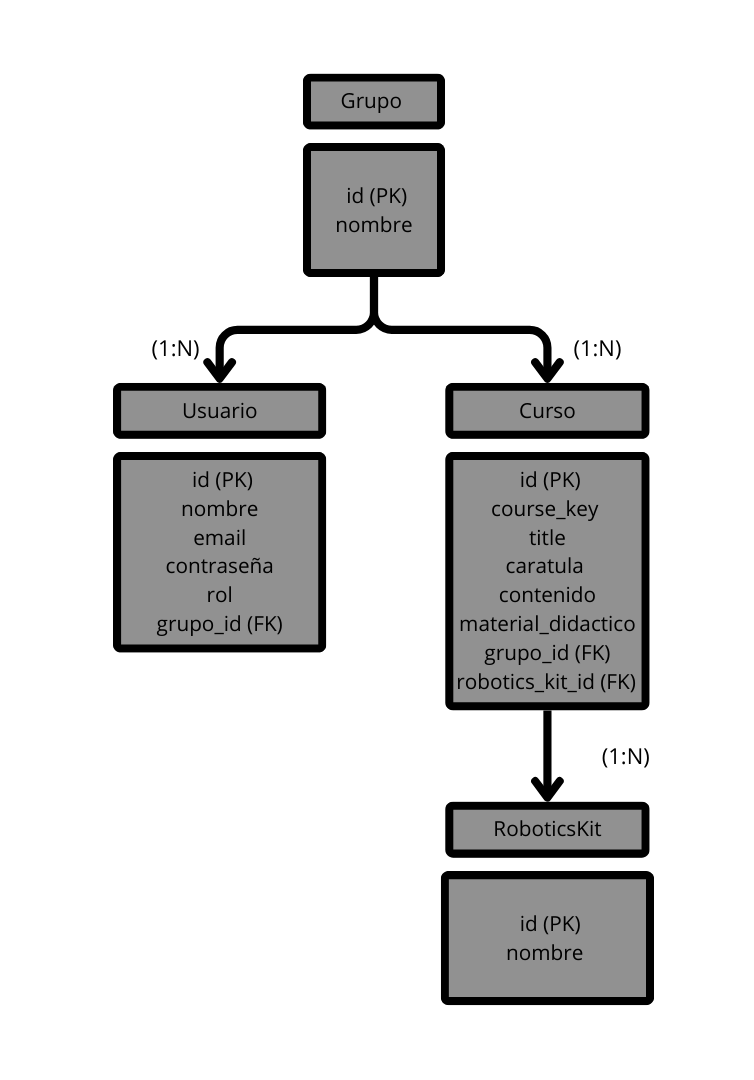 Grupo
id (PK)
nombre
(1:N)
(1:N)
Usuario
Curso
id (PK)
nombre
email
contraseña
rol
grupo_id (FK)
id (PK)
course_key
title
caratula
contenido
material_didactico
grupo_id (FK)
robotics_kit_id (FK)
(1:N)
RoboticsKit
id (PK)
nombre